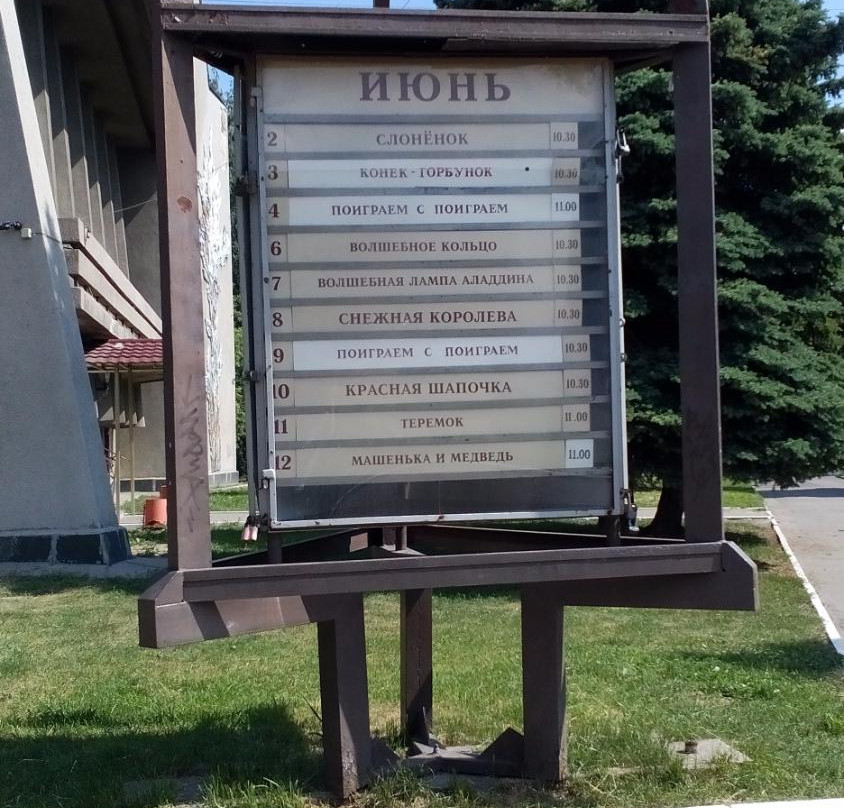 ИЮНЬ
2 СЛОНЁНОК 10.30
3 КОНЕК - ГОРБУНОК 10.30
4 ПОИГРАЕМ С ПОИГРАЕМ 11.00
6 ВОЛШЕБНОЕ КОЛЬЦО 10.30
7 ВОЛШЕБНАЯ ЛАМПА АЛАДДИНА 10.30
8 СНЕЖНАЯ КОРОЛЕВА 10.30
9 ПОИГРАЕМ С ПОИГРАЕМ 10.30
10 КРАСНАЯ ШАПОЧКА 10.30
11 ТЕРЕМОК 11.00
12 МАШЕНЬКА И МЕДВЕДЬ 11.00